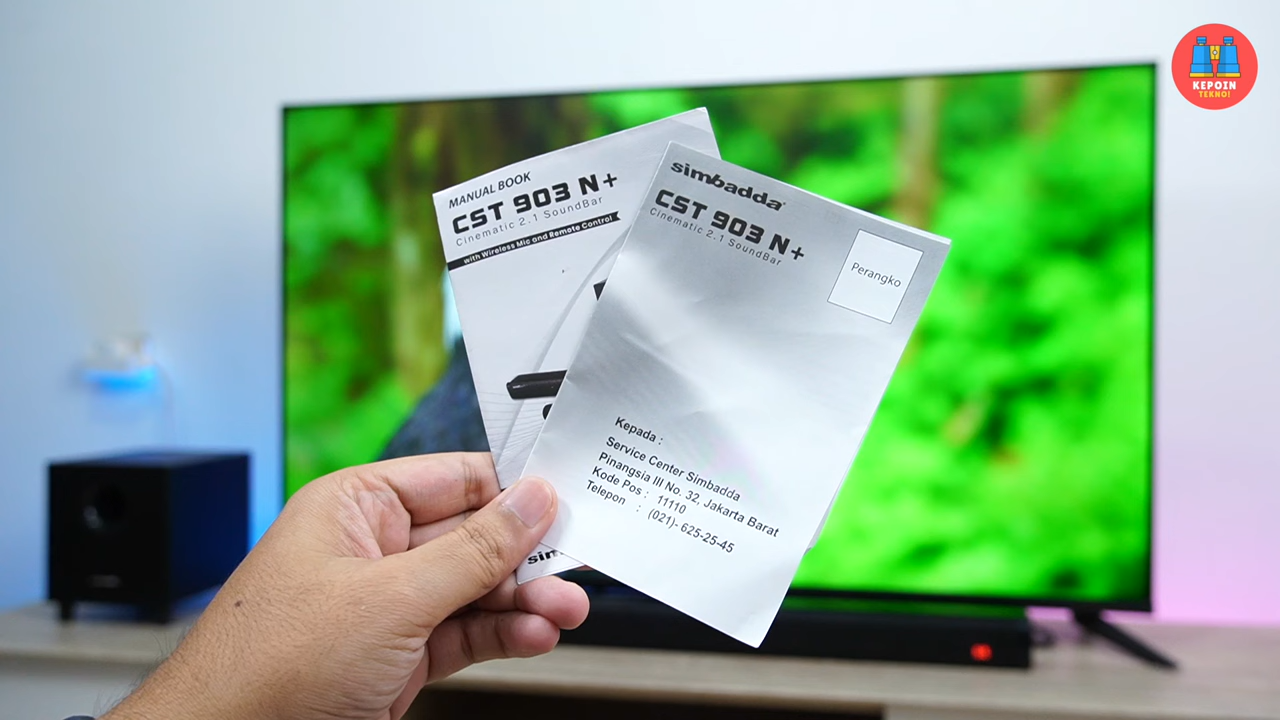 KEPOIN
TEKNO!
MANUAL BOOK
CST 903 N+
Cinematic 2.1 SoundBar
with Wireless Mic and Remote Control
simbadda
CST 903 N+
Cinematic 2.1 SoundBar
Perangko
Kepada :
Service Center Simbadda
Pinangsia III No. 32, Jakarta Barat
Kode Pos : 11110
Telepon : (021)- 625-25-45
sim